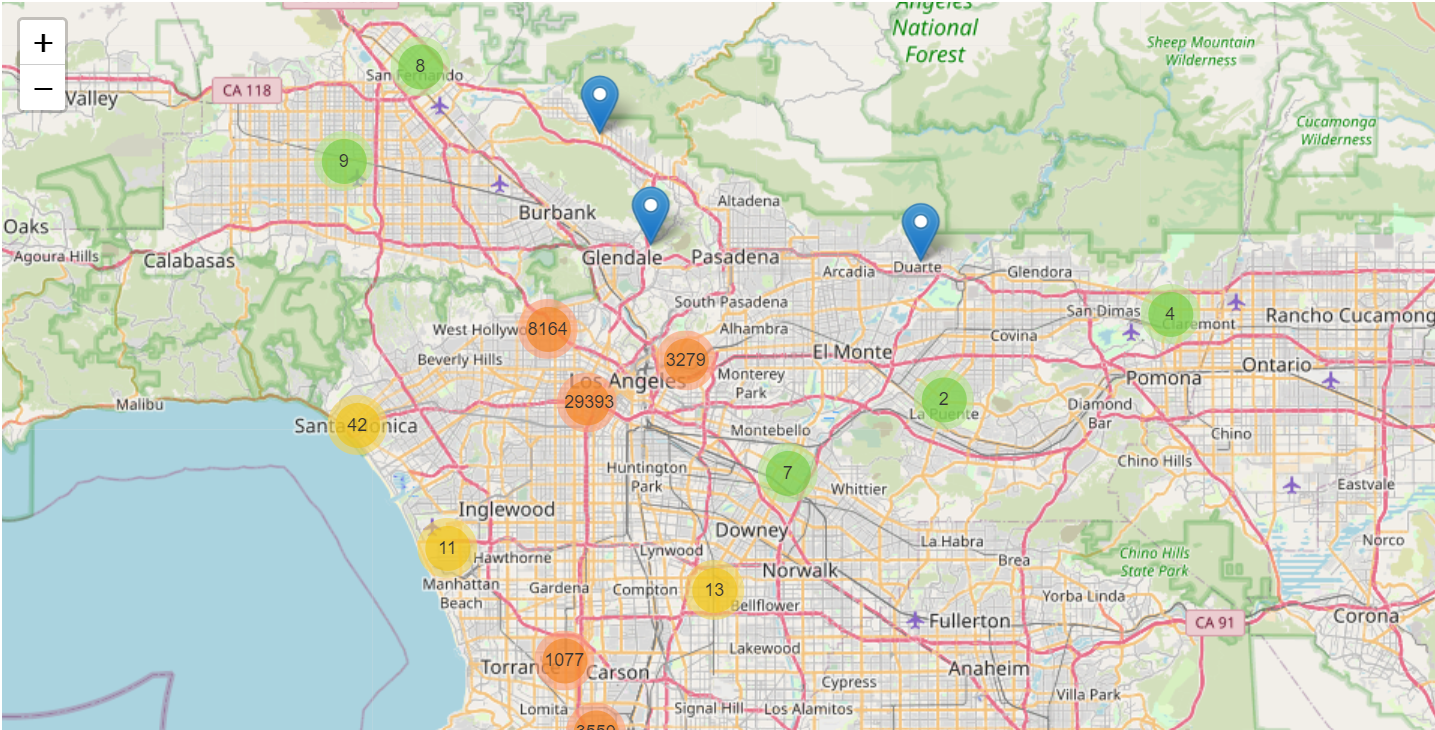 Angeles
National
Forest
+
−
8
San Fernando
Sheep Mountain
Wilderness
CA 118
Valley
Cucamonga
Wilderness
9
Burbank
Altadena
Oaks
Agoura Hills
Calabasas
Glendale
Pasadena
Arcadia
Duarte
Glendora
South Pasadena
San Dimas
4
Claremont
Rancho Cucamong
West Hollywo
8164
Alhambra
Covina
3279
El Monte
Beverly Hills
Ontario
Los Angeles
Monterey
Park
Pomona
29393
Malibu
2
La Puente
Diamond
Bar
Santa Monica
42
Montebello
Chino
Huntington
Park
7
Whittier
Chino Hills
Eastvale
Inglewood
Downey
La Habra
Norco
11
Hawthorne
Lynwood
Brea
Chino Hills
State Park
Norwalk
Manhattan
Beach
Gardena
Compton
13
Bellflower
Yorba Linda
Fullerton
CA 91
Corona
Lakewood
Torrance
1077
Carson
Anaheim
Cypress
Villa Park
Lomita
Signal Hill
Los Alamitos